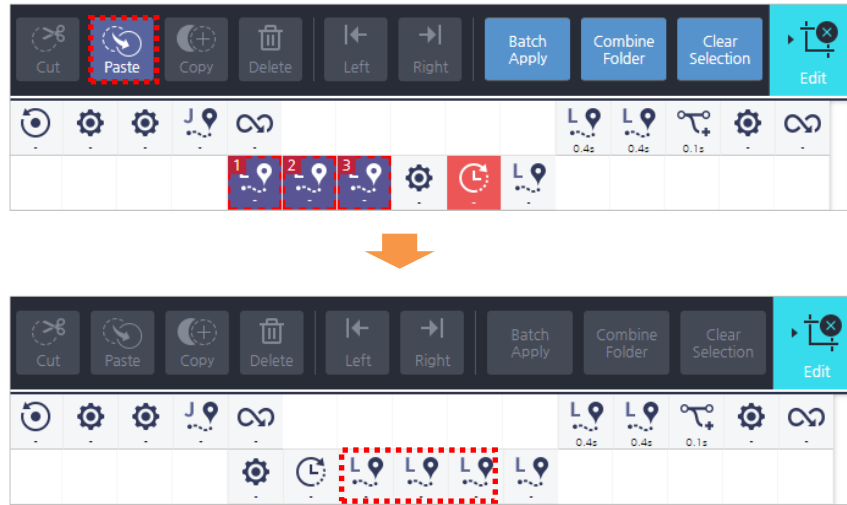 Cut Paste Copy Delete Left Right Batch Apply Combine Folder Clear Selection Edit
- - - J - - L 0.4s L 0.4s 0.1s - -
1 L - 2 L - 3 L - - - L -
Cut Paste Copy Delete Left Right Batch Apply Combine Folder Clear Selection Edit
- - - J - - L 0.4s L 0.4s 0.1s - -
- - L - L - L - L -